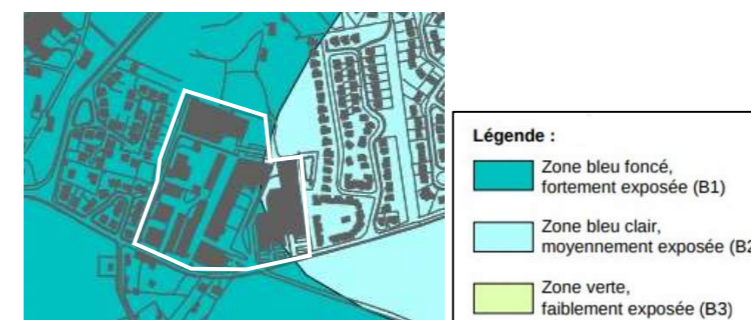 Légende :
Zone bleu foncé,
fortement exposée (B1)
Zone bleu clair,
moyennement exposée (B2
Zone verte,
faiblement exposée (B3)